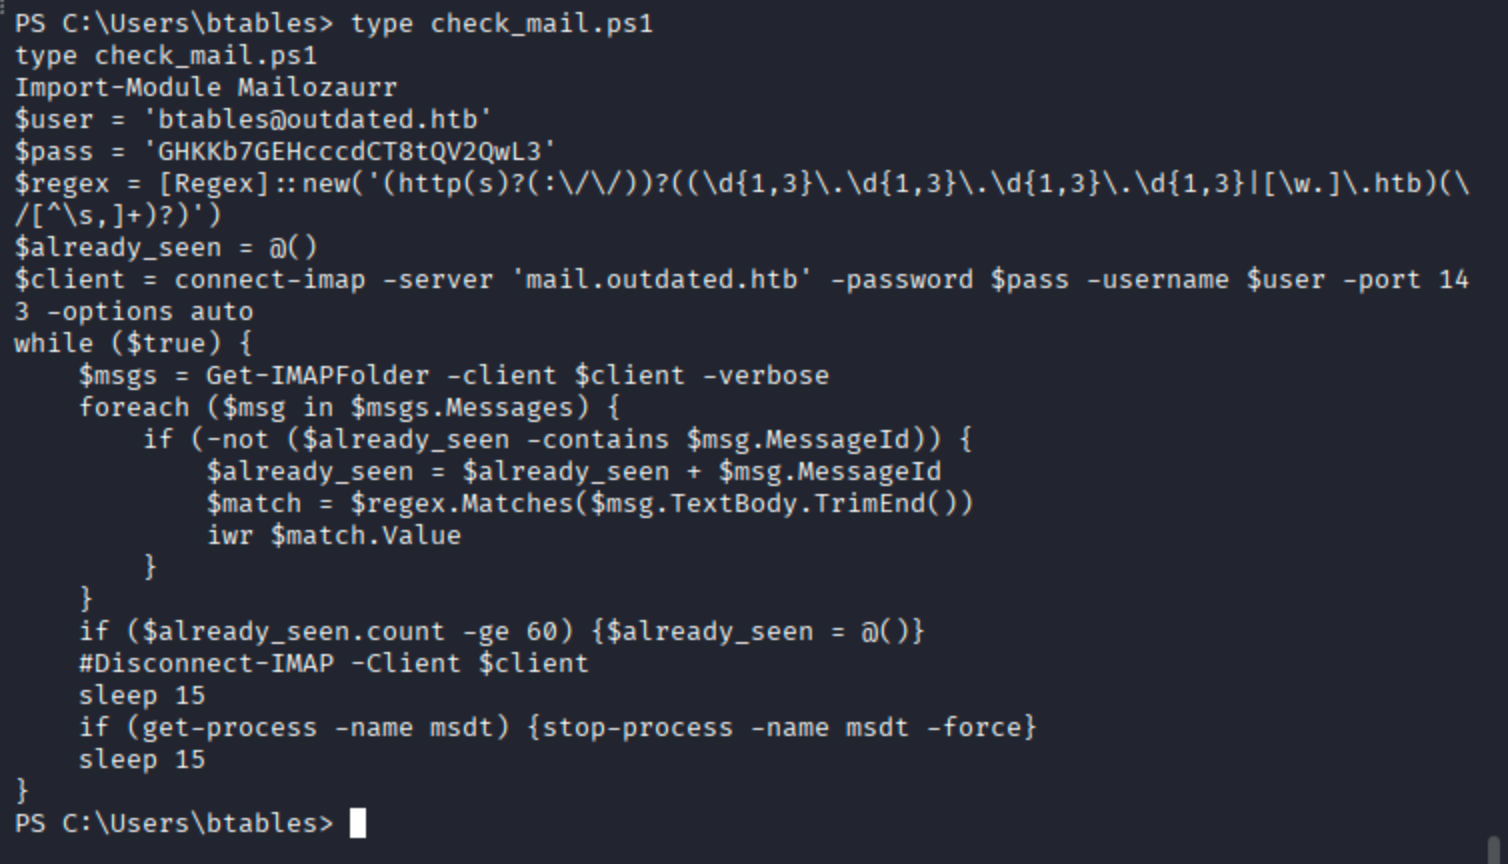 PS C:\Users\btables> type check_mail.ps1
type check_mail.ps1
Import-Module Mailozaurr
$user = 'btables@outdated.htb'
$pass = 'GHKKb7GEHcccdCT8tQV2QwL3'
$regex = [Regex]::new('(http(s)?(:\/\/))?((\d{1,3}\.\d{1,3}\.\d{1,3}\.\d{1,3}|[\w.]\.htb)(\
/[^\s,]+)?)')
$already_seen = @()
$client = connect-imap -server 'mail.outdated.htb' -password $pass -username $user -port 14
3 -options auto
while ($true) {
    $msgs = Get-IMAPFolder -client $client -verbose
    foreach ($msg in $msgs.Messages) {
        if (-not ($already_seen -contains $msg.MessageId)) {
            $already_seen = $already_seen + $msg.MessageId
            $match = $regex.Matches($msg.TextBody.TrimEnd())
            iwr $match.Value
        }
    }
    if ($already_seen.count -ge 60) {$already_seen = @()}
    #Disconnect-IMAP -Client $client
    sleep 15
    if (get-process -name msdt) {stop-process -name msdt -force}
    sleep 15
}
PS C:\Users\btables>